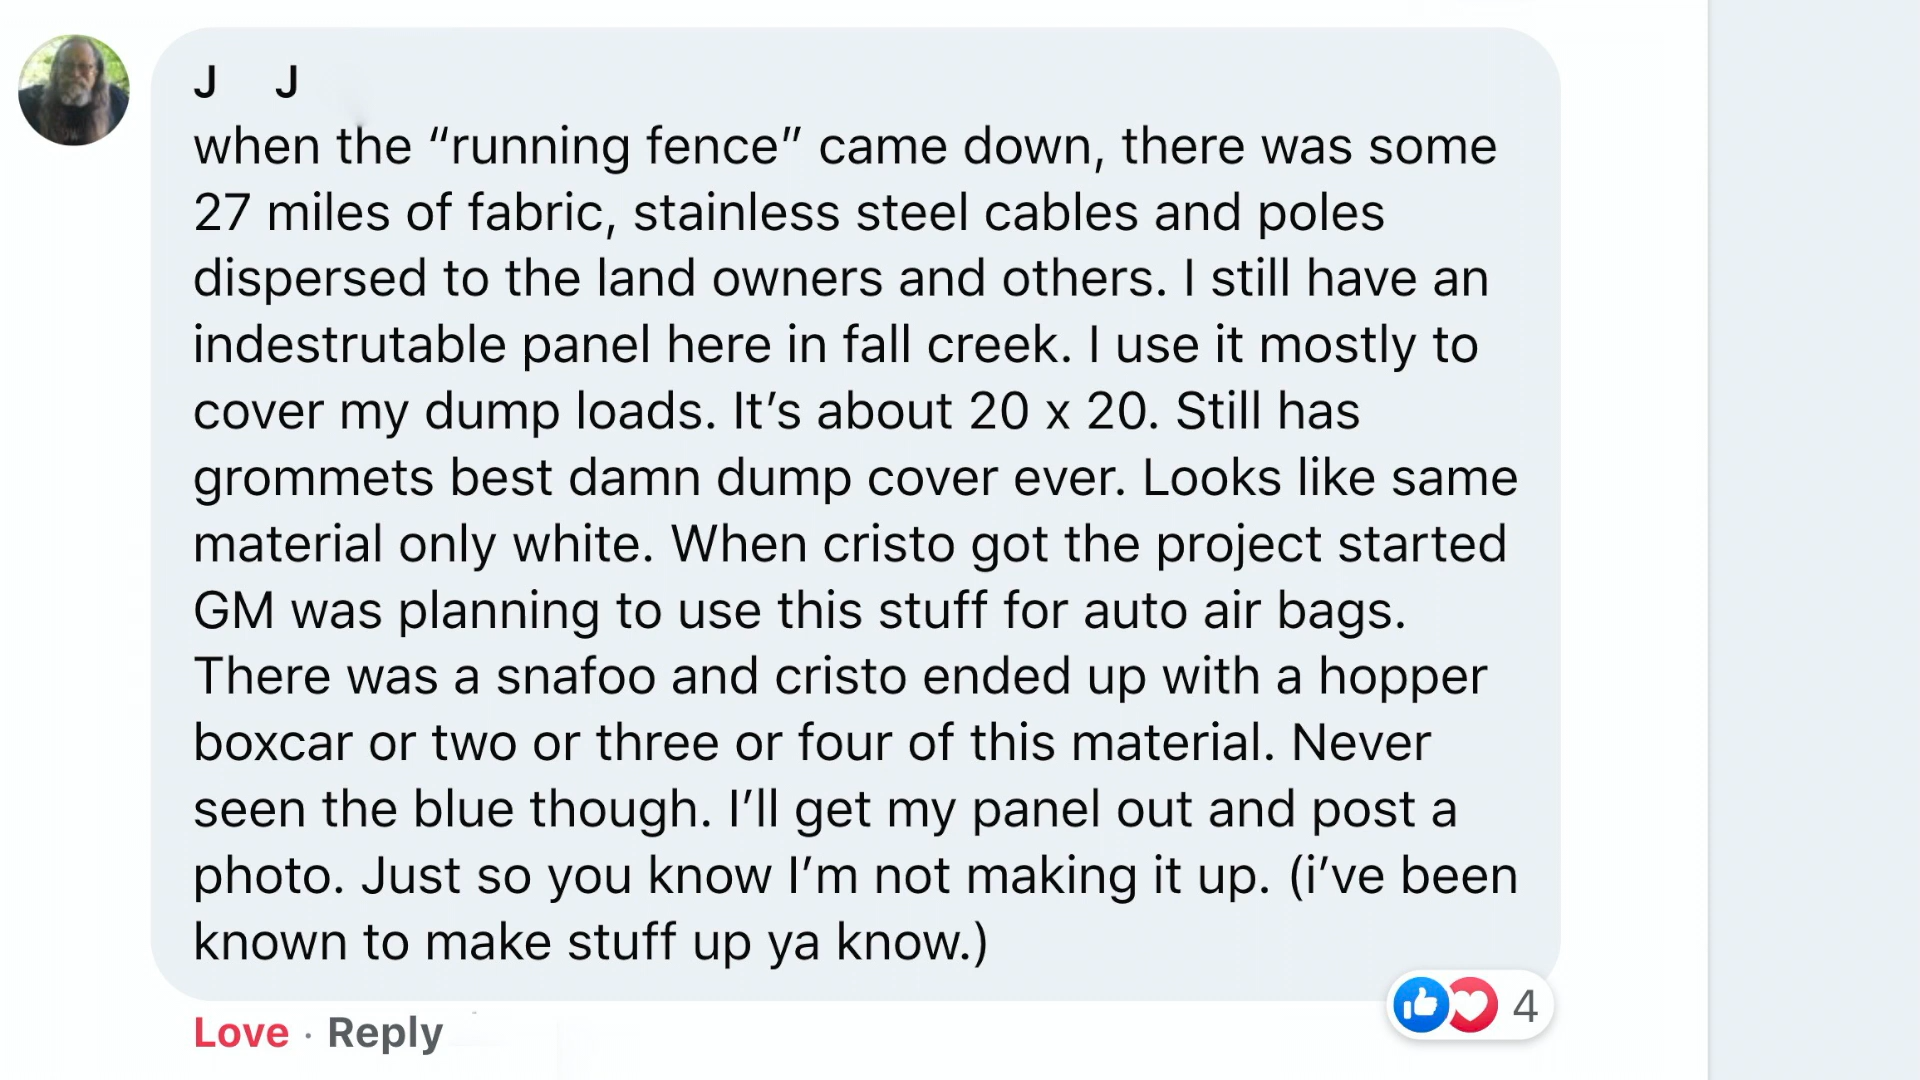 J J
when the “running fence” came down, there was some
27 miles of fabric, stainless steel cables and poles
dispersed to the land owners and others. I still have an
indestrutable panel here in fall creek. I use it mostly to
cover my dump loads. It’s about 20 x 20. Still has
grommets best damn dump cover ever. Looks like same
material only white. When cristo got the project started
GM was planning to use this stuff for auto air bags.
There was a snafoo and cristo ended up with a hopper
boxcar or two or three or four of this material. Never
seen the blue though. I’ll get my panel out and post a
photo. Just so you know I’m not making it up. (i’ve been
known to make stuff up ya know.)
4
Love · Reply